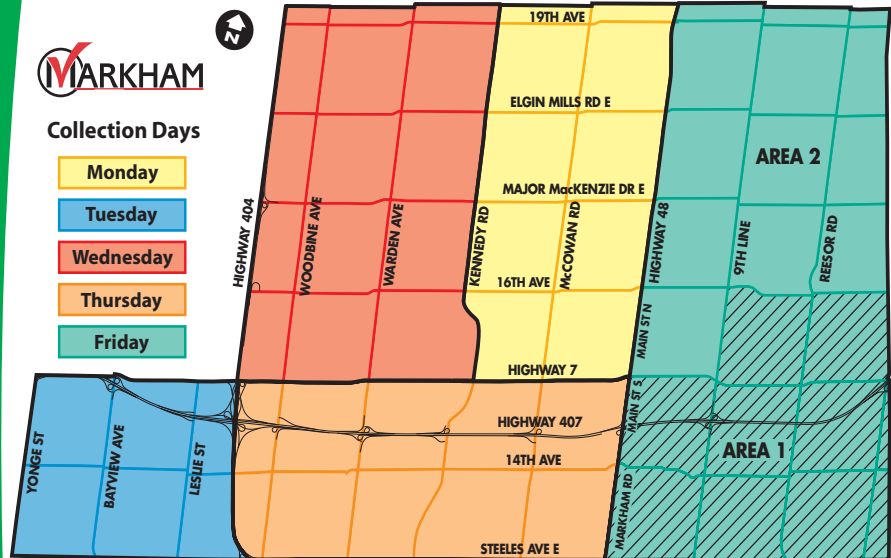 N
MARKHAM
Collection Days
Monday
Tuesday
Wednesday
Thursday
Friday
19TH AVE
ELGIN MILLS RD E
AREA 2
MAJOR MacKENZIE DR E
HIGHWAY 404
WOODBINE AVE
WARDEN AVE
KENNEDY RD
McCOWAN RD
HIGHWAY 48
9TH LINE
REESOR RD
16TH AVE
MAIN ST N
HIGHWAY 7
MAIN ST S
HIGHWAY 407
YONGE ST
BAYVIEW AVE
LESLIE ST
14TH AVE
AREA 1
MARKHAM RD
STEELES AVE E